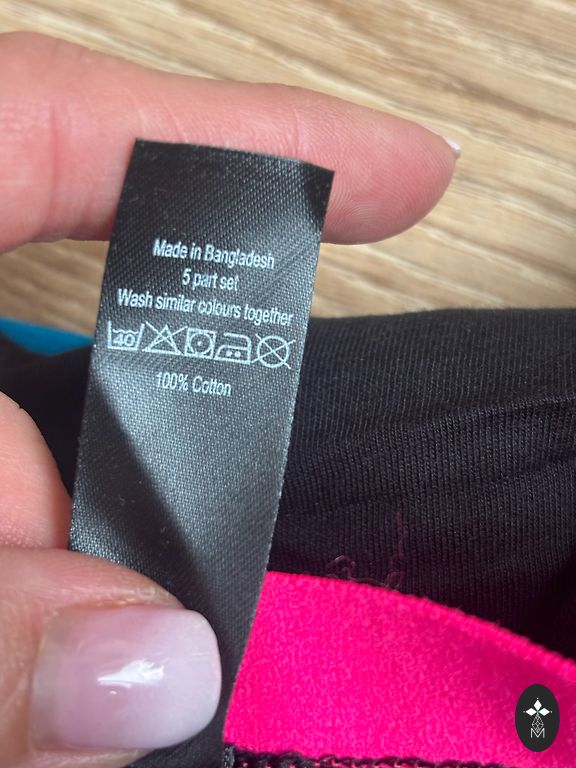 Made in Bangladesh
5 part set
Wash similar colours together
40
100% Cotton